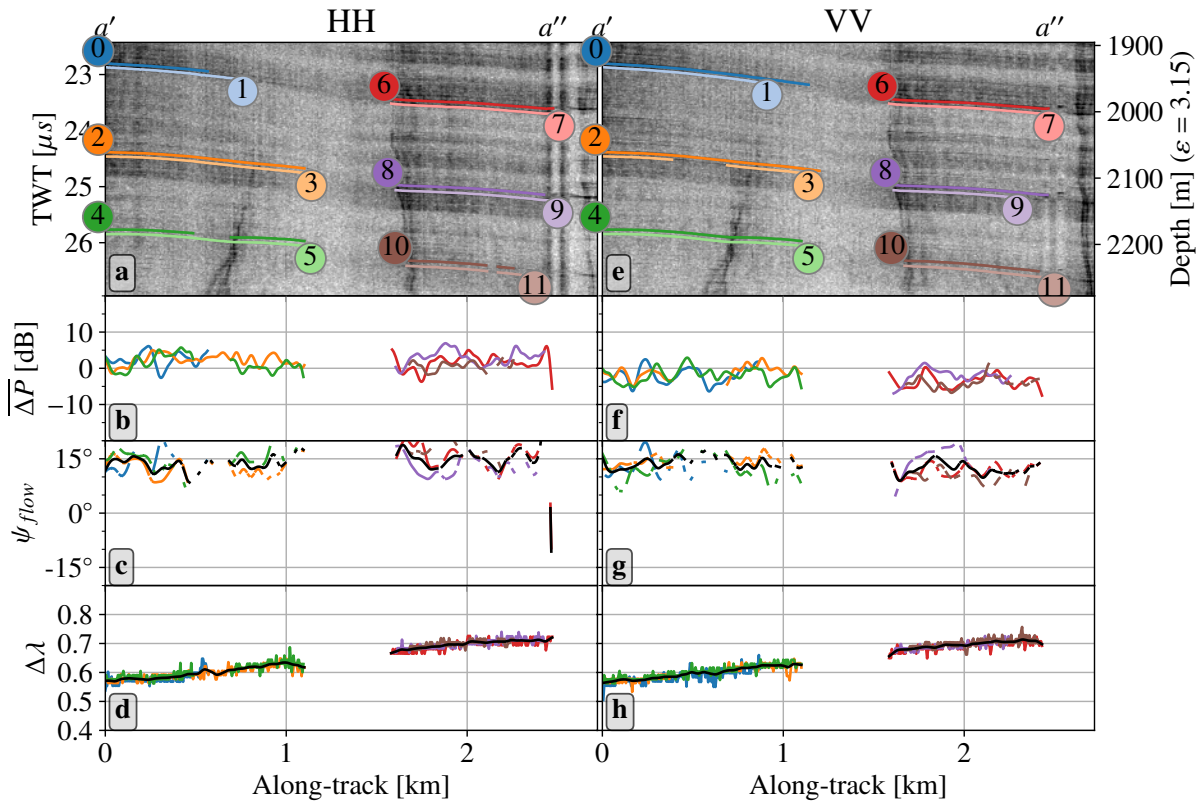 HH VV
a′ a″ a′ a″
0 1 2 3 4 5 6 7 8 9 10 11
0 1 2 3 4 5 6 7 8 9 10 11
TWT [μs]
23
24
25
26
Depth [m] (ε = 3.15)
1900
2000
2100
2200
a e
ΔP [dB]
10
0
−10
b f
ψflow
15°
0°
-15°
c g
Δλ
0.8
0.7
0.6
0.5
0.4
d h
0 1 2 0 1 2
Along-track [km] Along-track [km]